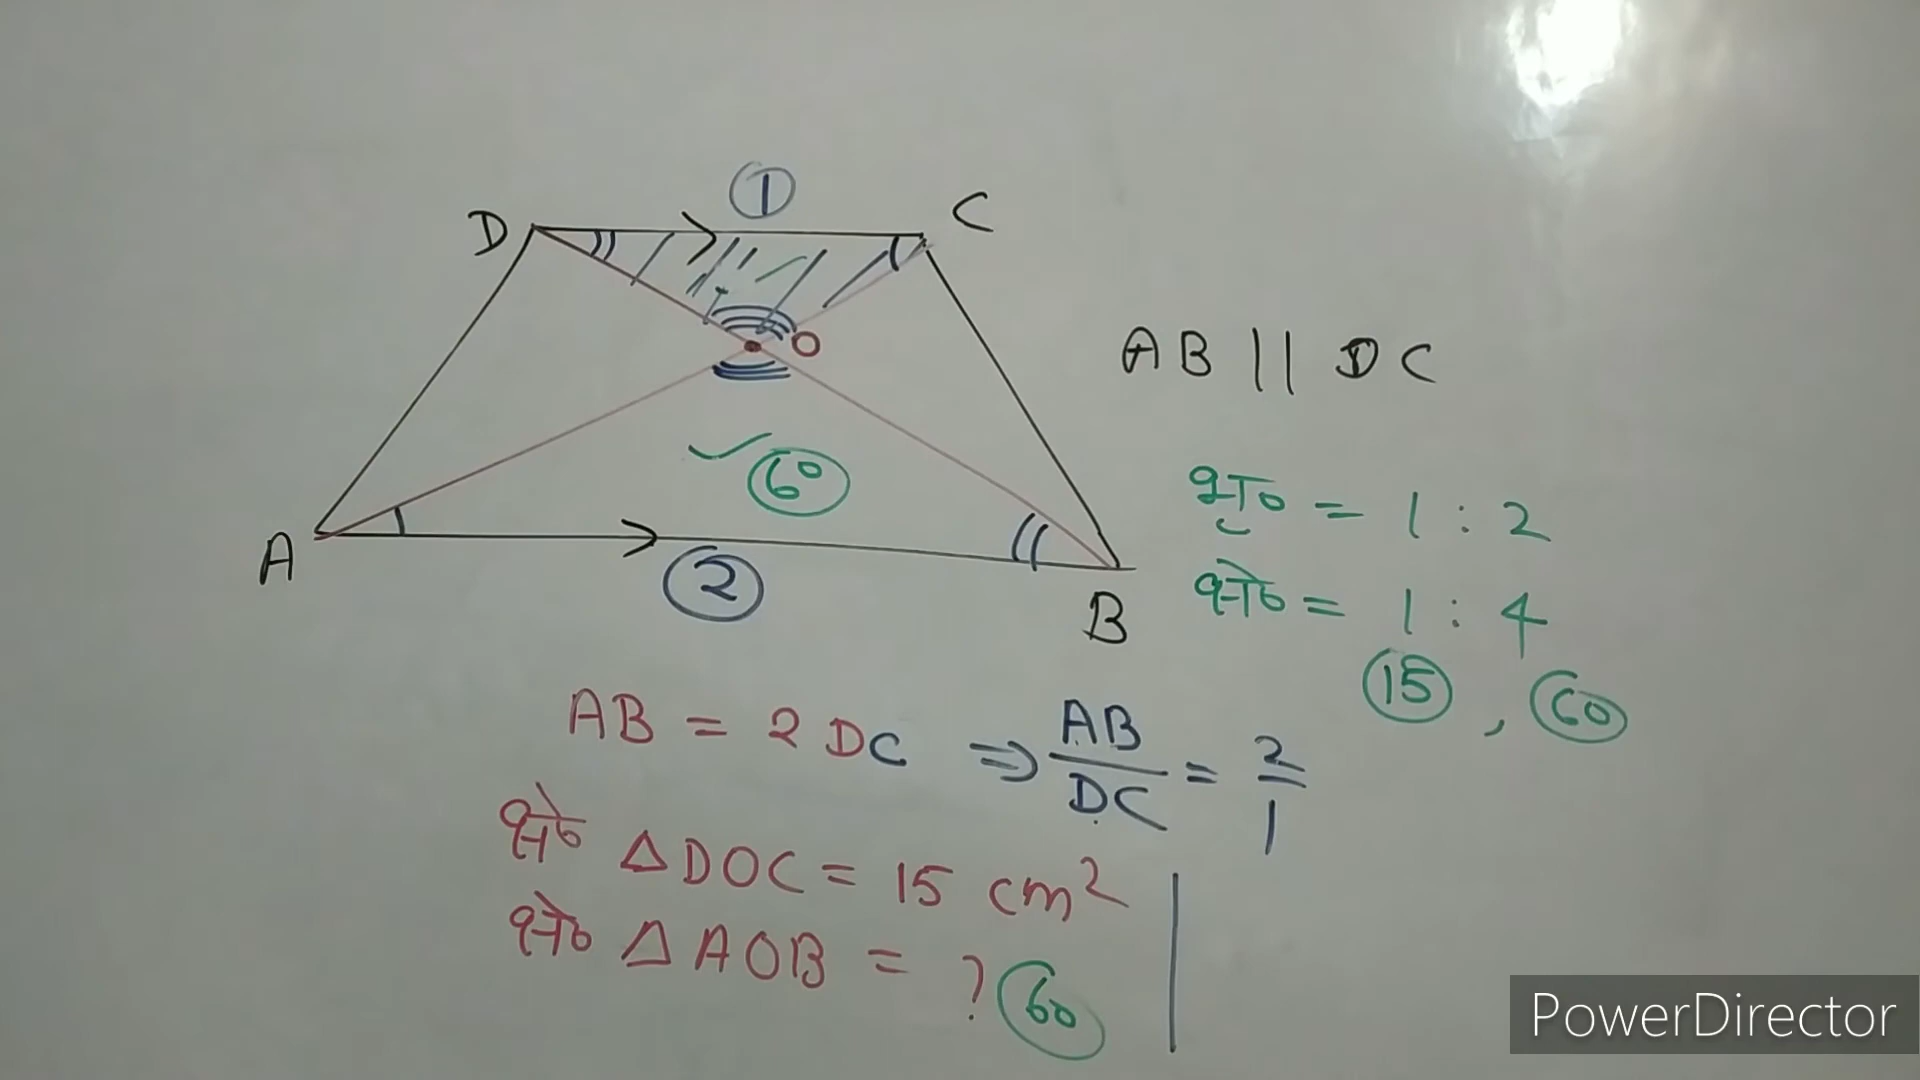 1
D
C
O
AB || DC
60
भुजा० = 1 : 2
A
2
B
क्षे० = 1 : 4
15 , 60
AB = 2 DC ⇒ AB/DC = 2/1
क्षे० △DOC = 15 cm²
क्षे० △AOB = ? 60
PowerDirector